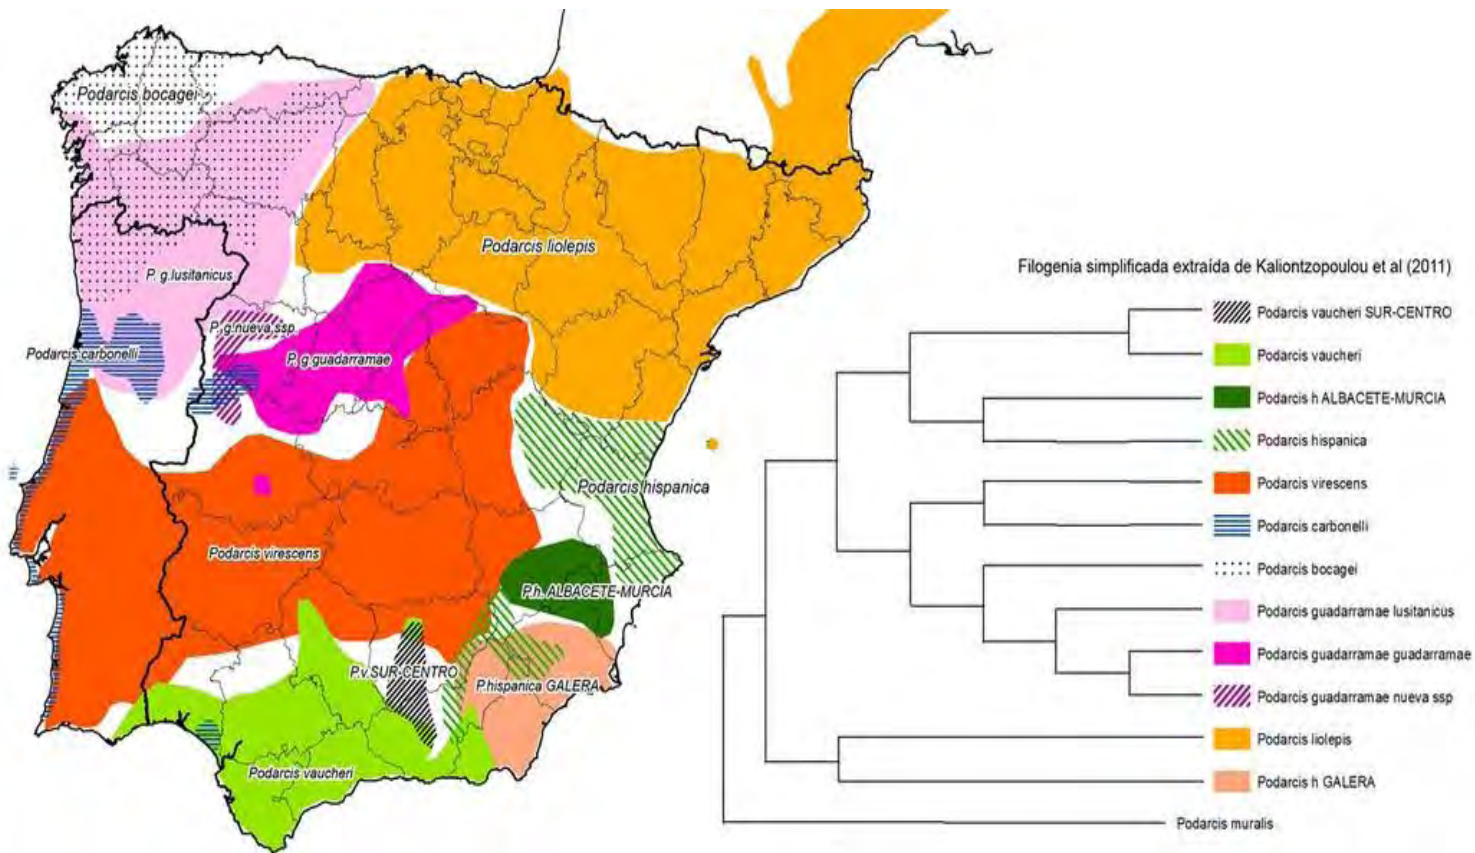 Podarcis bocagei
Podarcis liolepis
P. g.lusitanicus
P. g.nueva ssp
Podarcis carbonelli
P. g.guadarramae
Podarcis hispanica
Podarcis virescens
P.h. ALBACETE-MURCIA
P.v.SUR-CENTRO
P.hispanica GALERA
Podarcis vaucheri
Filogenia simplificada extraída de Kaliontzopoulou et al (2011)
Podarcis vaucheri SUR-CENTRO
Podarcis vaucheri
Podarcis h ALBACETE-MURCIA
Podarcis hispanica
Podarcis virescens
Podarcis carbonelli
Podarcis bocagei
Podarcis guadarramae lusitanicus
Podarcis guadarramae guadarramae
Podarcis guadarramae nueva ssp
Podarcis liolepis
Podarcis h GALERA
Podarcis muralis